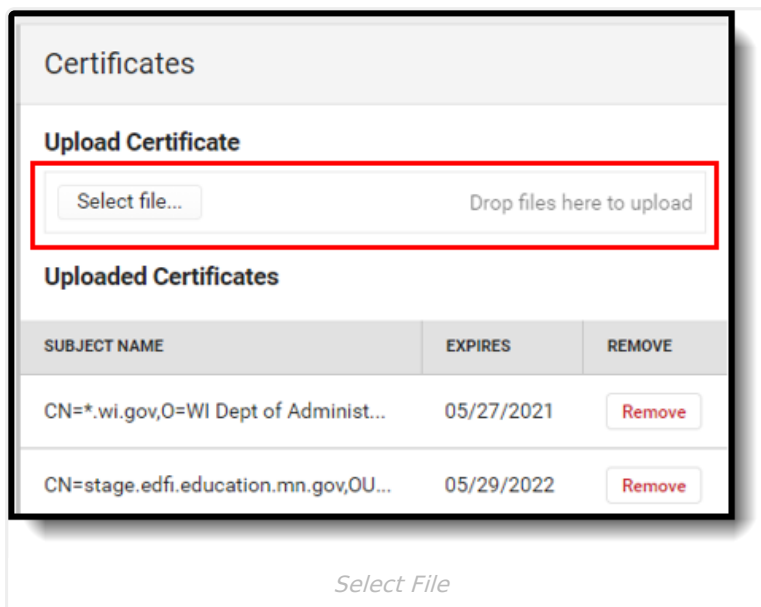 Certificates
Upload Certificate
Select file... Drop files here to upload
Uploaded Certificates
SUBJECT NAME EXPIRES REMOVE
CN=*.wi.gov,O=WI Dept of Administ... 05/27/2021 Remove
CN=stage.edfi.education.mn.gov,OU... 05/29/2022 Remove
Select File